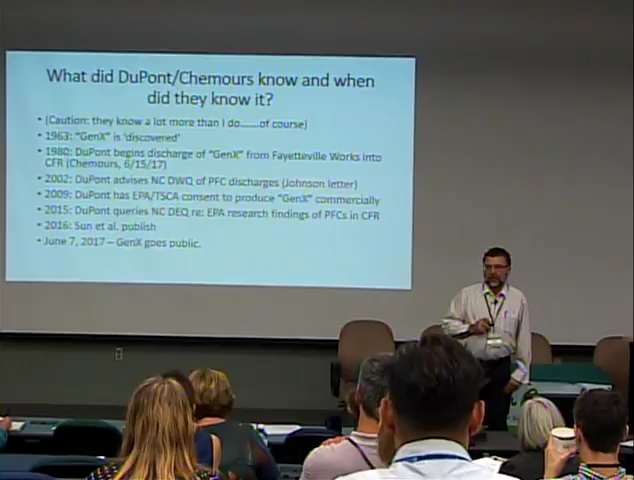 What did DuPont/Chemours know and when
did they know it?
• (Caution: they know a lot more than I do.......of course)
• 1963: "GenX" is 'discovered'
• 1980: DuPont begins discharge of "GenX" from Fayetteville Works into
CFR (Chemours, 6/15/17)
• 2002: DuPont advises NC DWQ of PFC discharges (Johnson letter)
• 2009: DuPont has EPA/TSCA consent to produce "GenX" commercially
• 2015: DuPont queries NC DEQ re: EPA research findings of PFCs in CFR
• 2016: Sun et al. publish
• June 7, 2017 – GenX goes public.